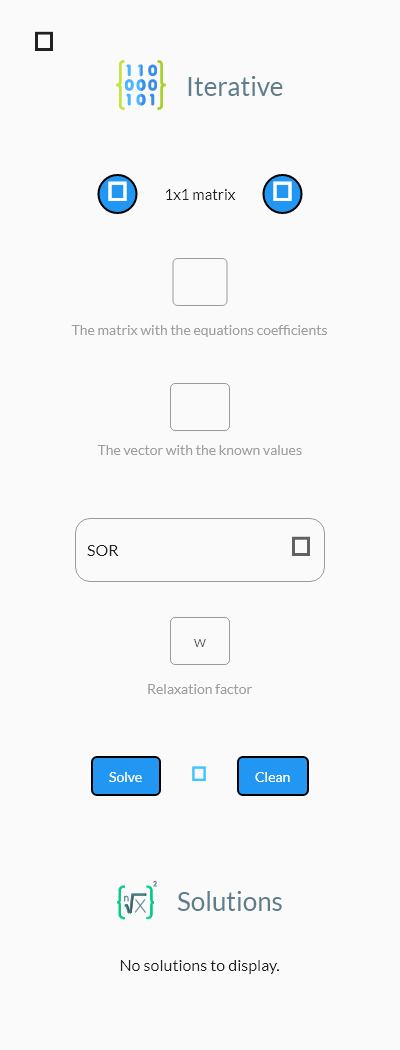 110
000
101
Iterative
1x1 matrix
The matrix with the equations coefficients
The vector with the known values
SOR
w
Relaxation factor
Solve
Clean
n√x 2
Solutions
No solutions to display.